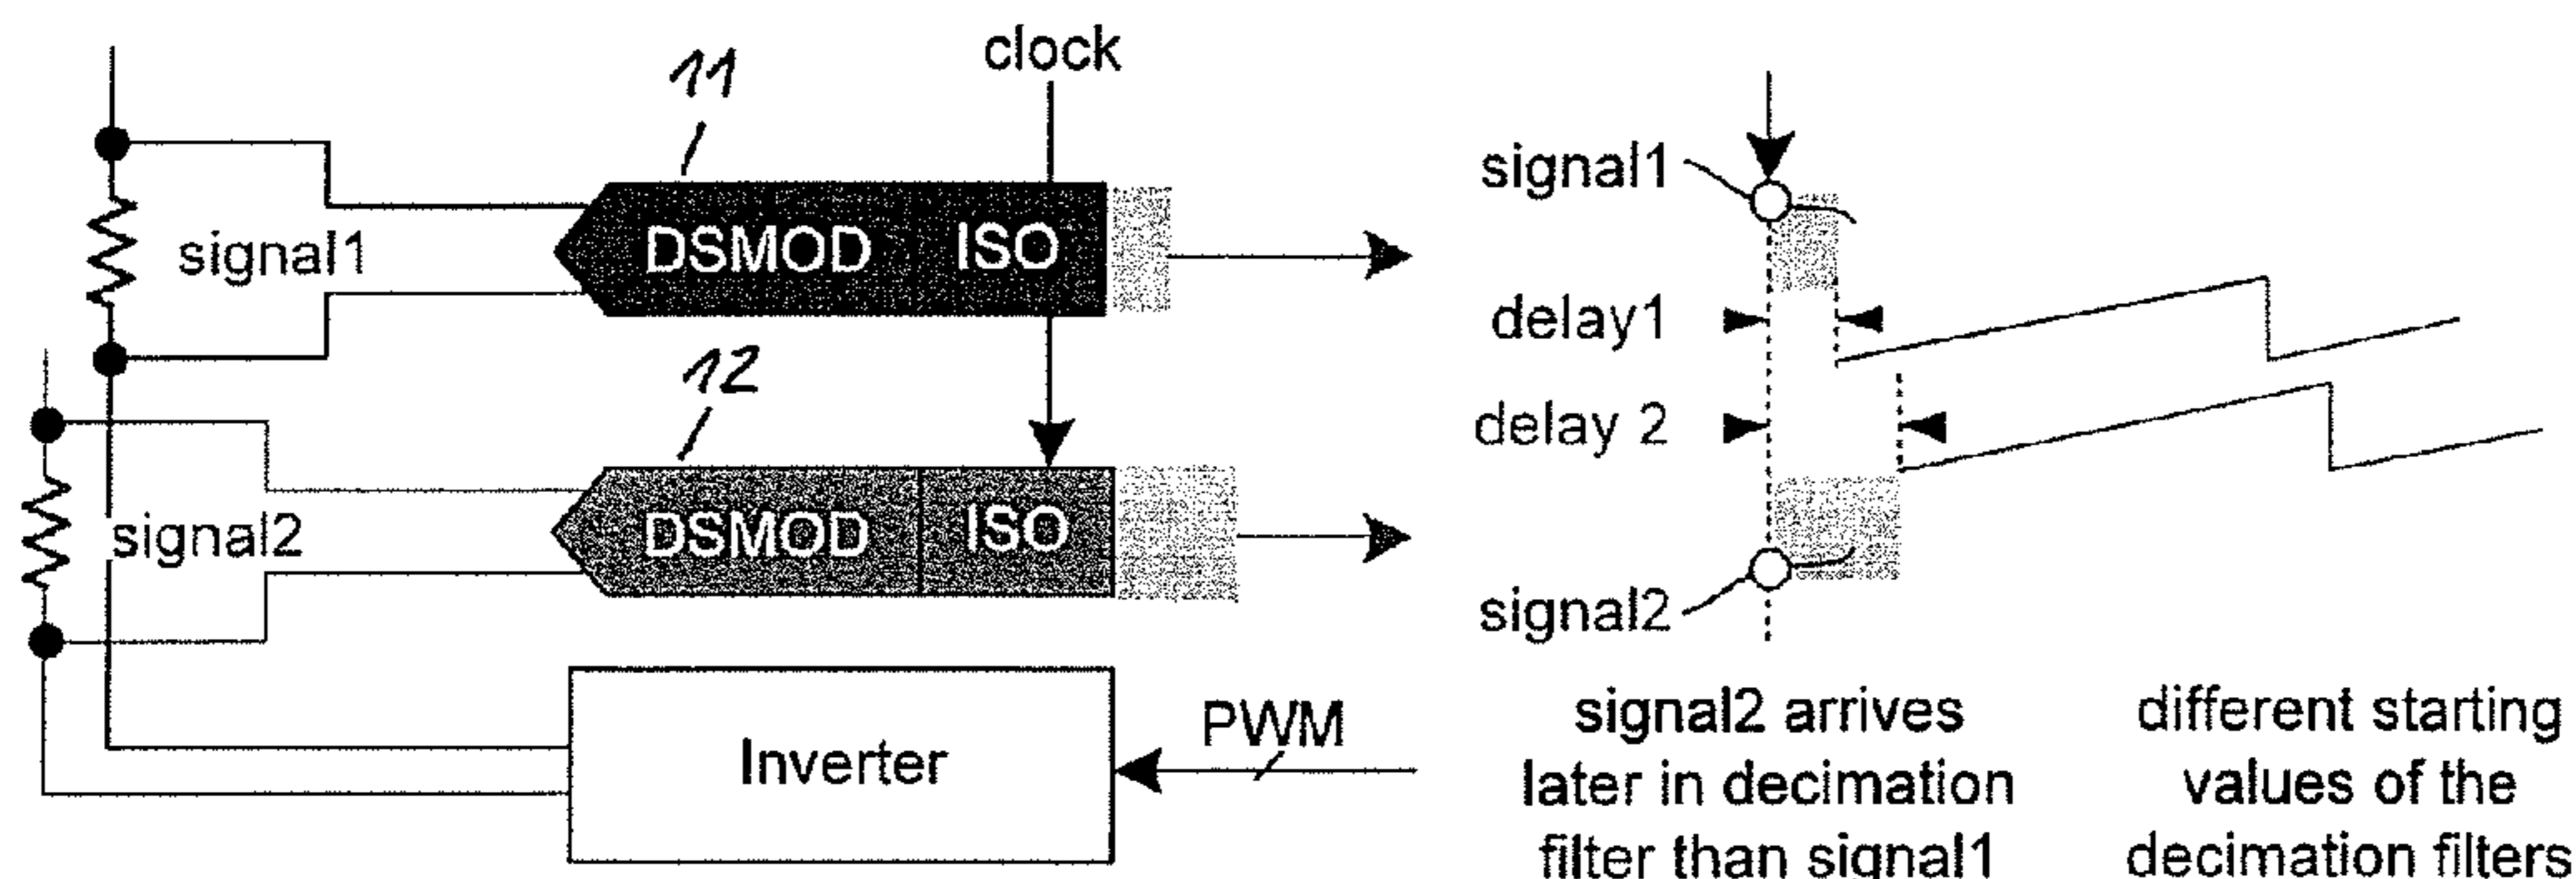 11
clock
DSMOD ISO
signal1
12
DSMOD ISO
signal2
Inverter
PWM
signal1
delay1
delay 2
signal2
signal2 arrives
later in decimation
filter than signal1
different starting
values of the
decimation filters